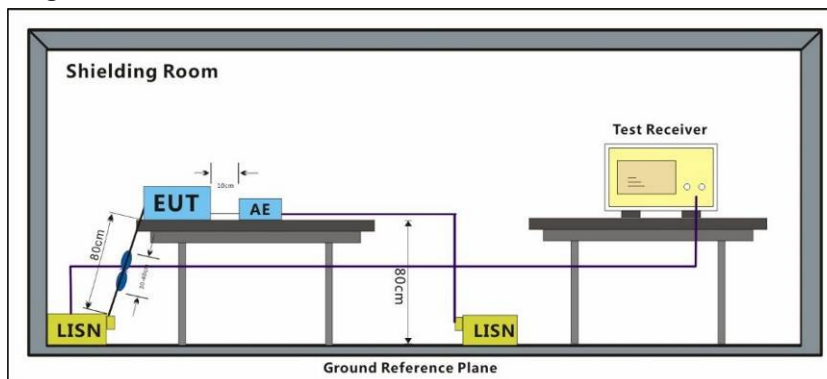 Shielding Room
Test Receiver
10cm
EUT
AE
80cm
80cm
LISN
LISN
Ground Reference Plane